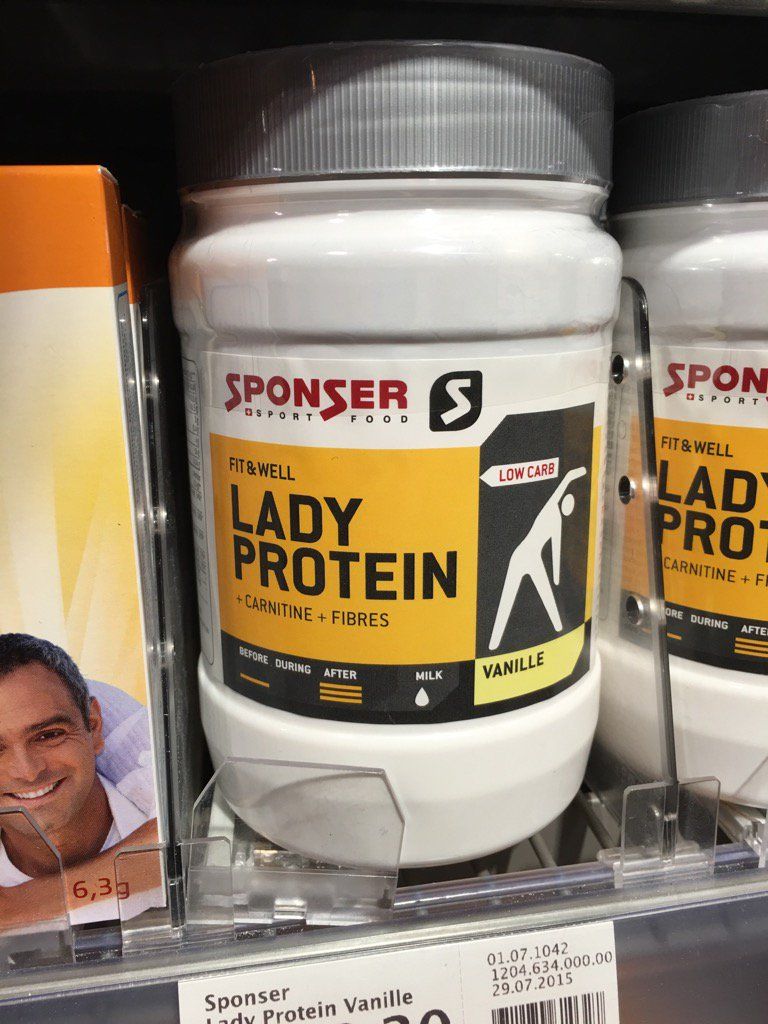 SPONSER
SPORT FOOD
FIT & WELL
LOW CARB
LADY
PROTEIN
+ CARNITINE + FIBRES
BEFORE DURING AFTER MILK
VANILLE
SPON
SPORT
FIT & WELL
LADY
PROT
CARNITINE + FI
ORE DURING AFTE
6,3g
Sponser
Lady Protein Vanille
01.07.1042
1204.634.000.00
29.07.2015